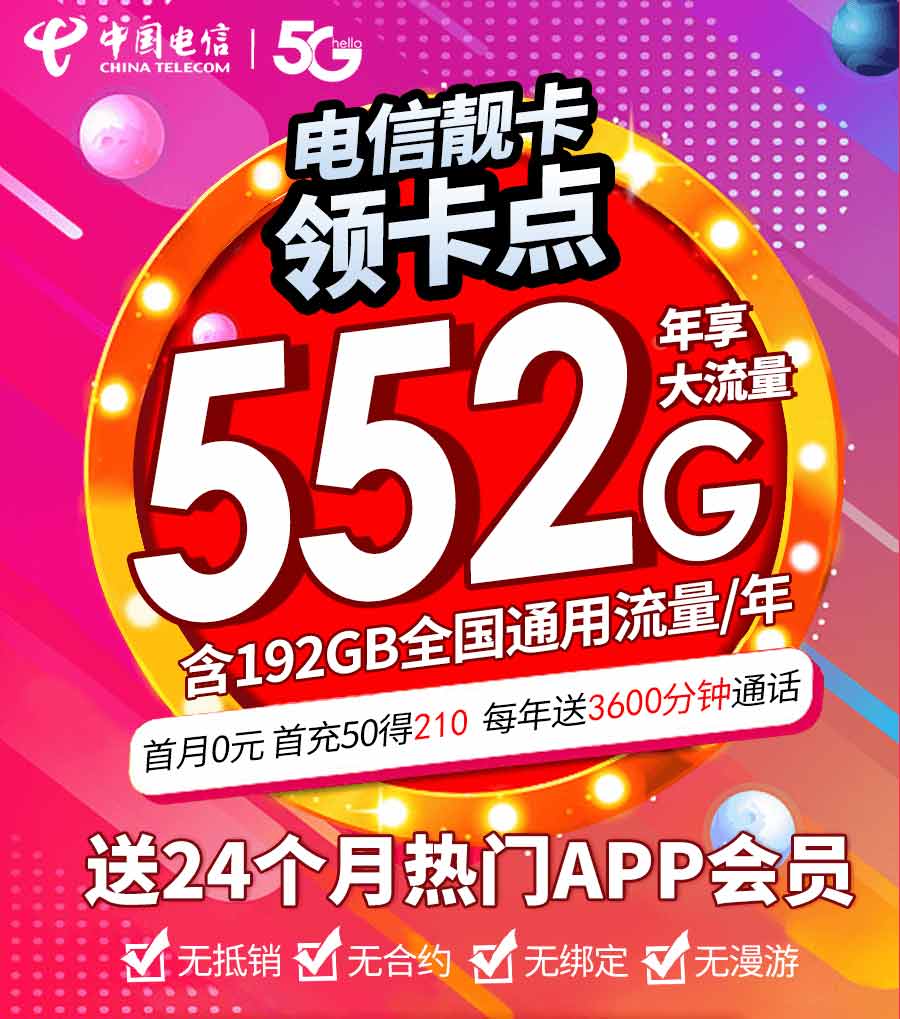 中国电信
CHINA TELECOM
5G
hello
电信靓卡
领卡点
552G
年享
大流量
含192GB全国通用流量/年
首月0元 首充50得210 每年送3600分钟通话
送24个月热门APP会员
无抵销 无合约 无绑定 无漫游